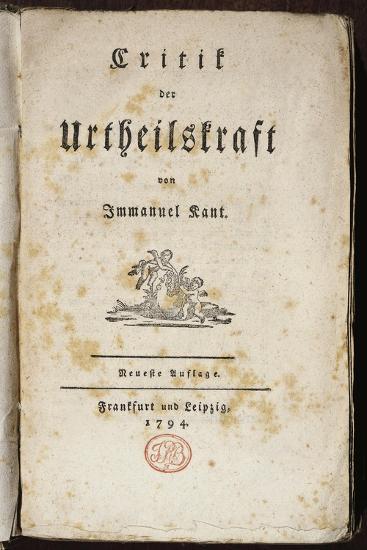 Critik
der
Urtheilskraft
von
Immanuel Kant.
Neueste Auflage.
Frankfurt und Leipzig,
1794.